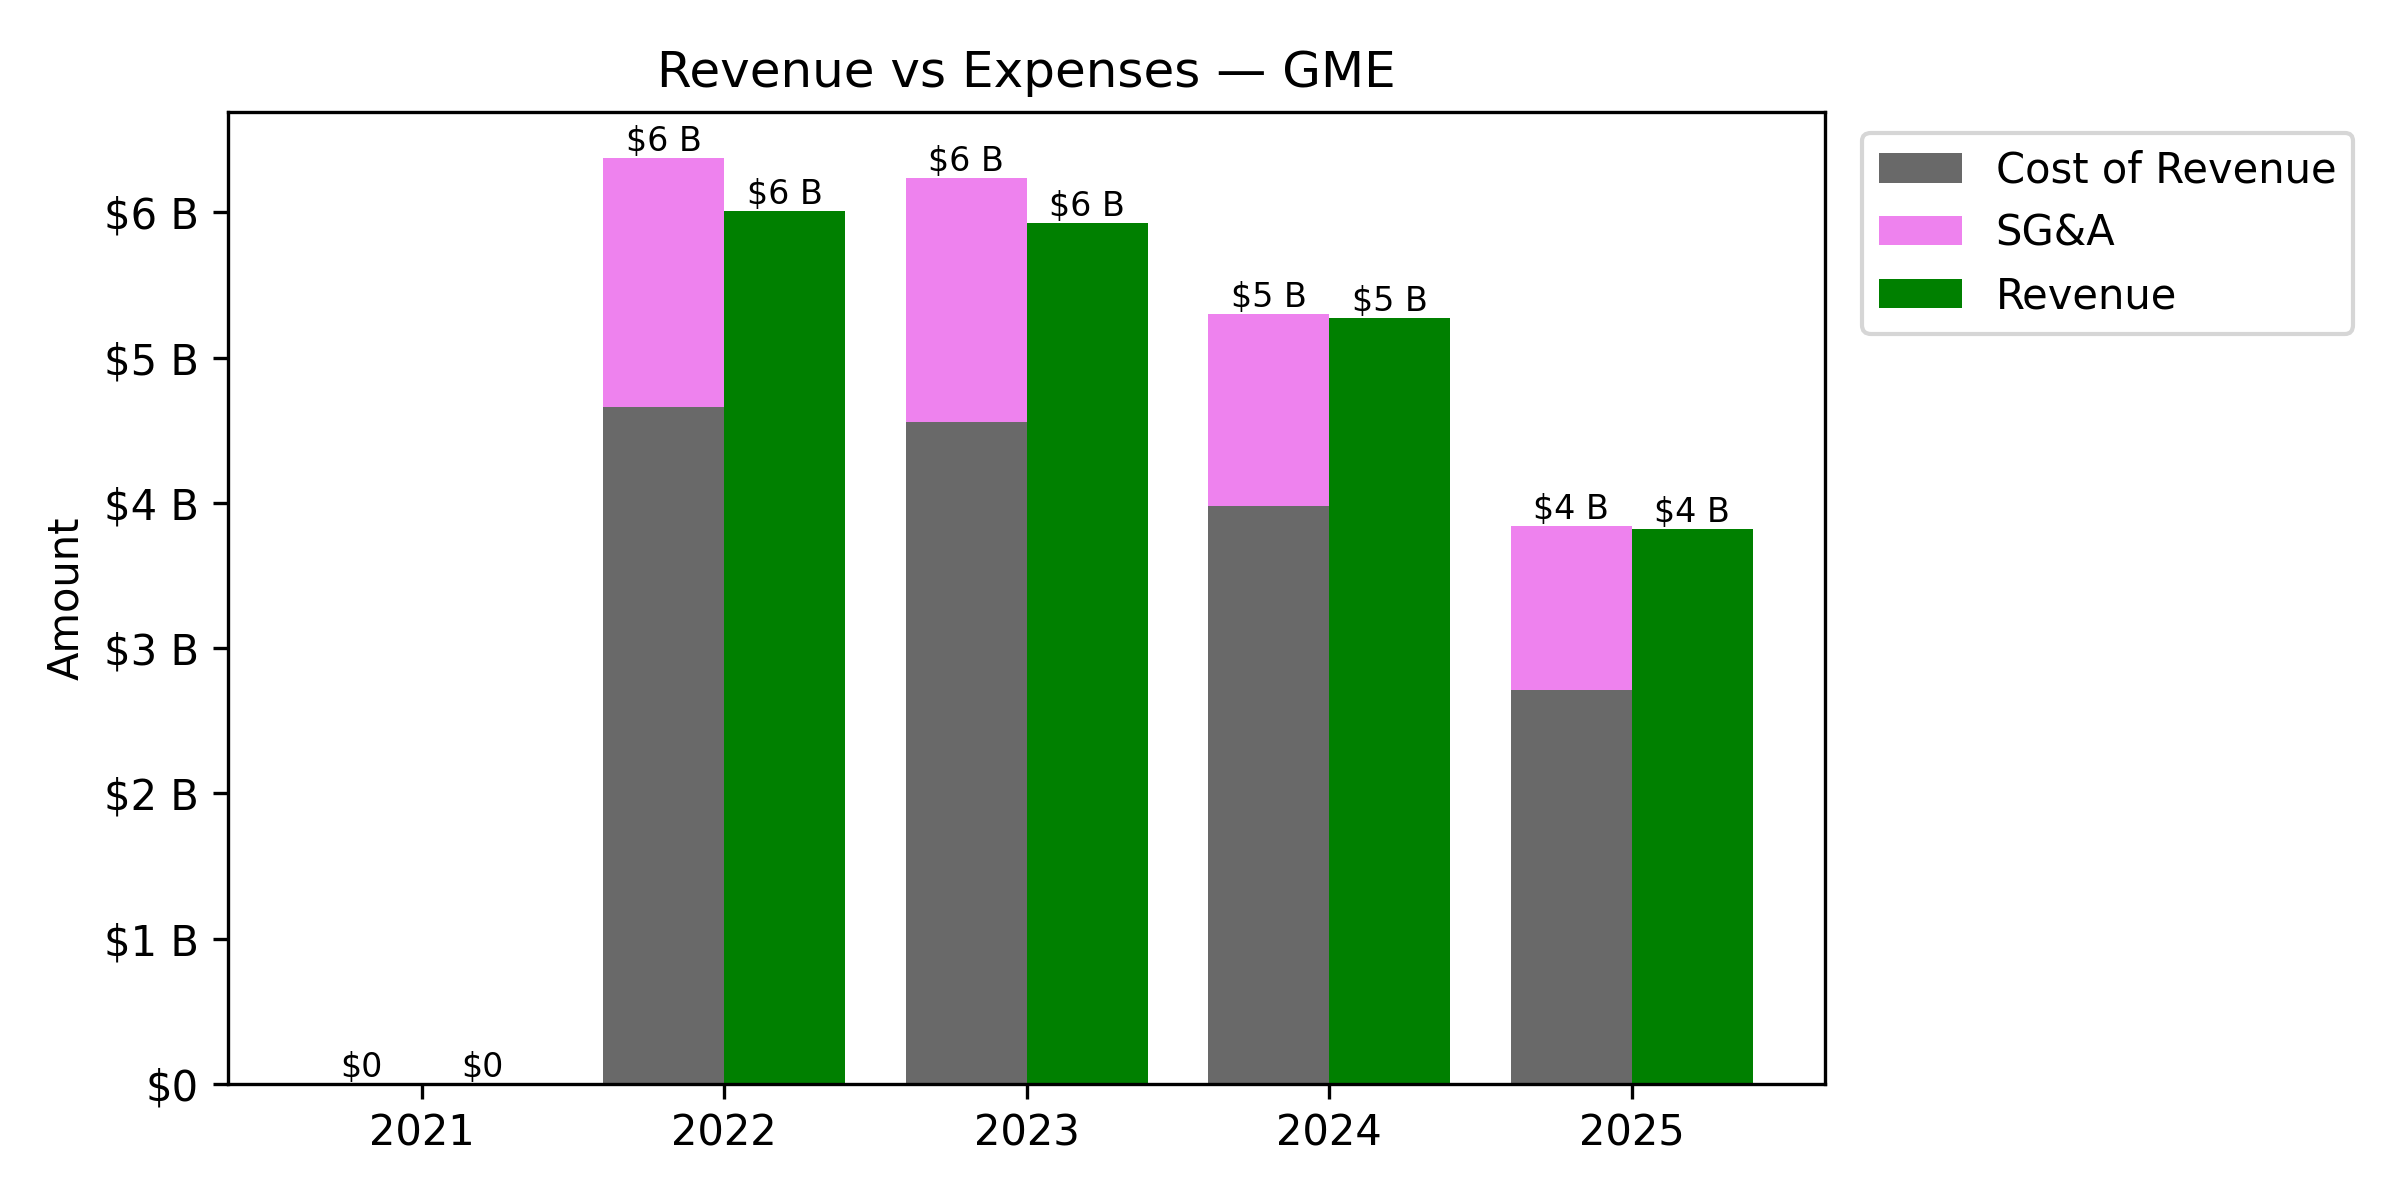 Revenue vs Expenses — GME
Cost of Revenue
SG&A
Revenue
Amount
$6 B
$5 B
$4 B
$3 B
$2 B
$1 B
$0
$0 $0
$6 B $6 B
$6 B $6 B
$5 B $5 B
$4 B $4 B
2021 2022 2023 2024 2025